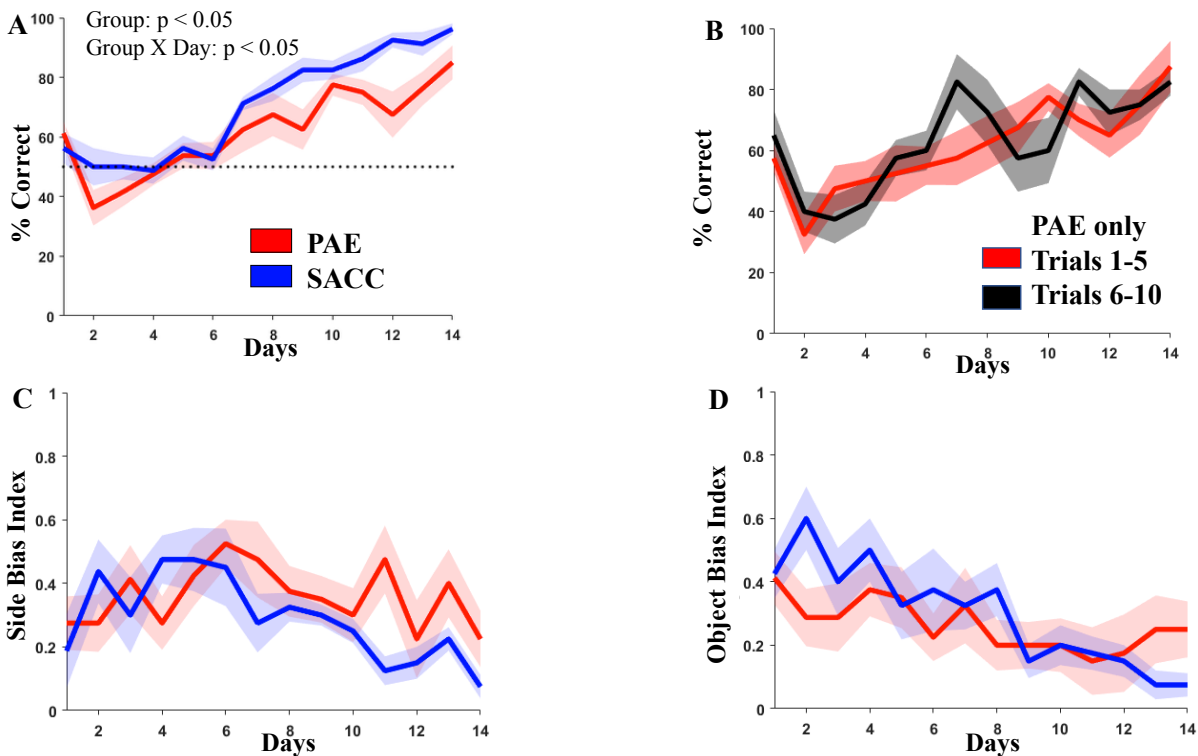 A
Group: p < 0.05
Group X Day: p < 0.05
% Correct
100
80
60
40
20
0
PAE
SACC
2 4 6 8 10 12 14
Days
B
% Correct
100
80
60
40
20
0
PAE only
Trials 1-5
Trials 6-10
2 4 6 8 10 12 14
Days
C
Side Bias Index
1
0.8
0.6
0.4
0.2
0
2 4 6 8 10 12 14
Days
D
Object Bias Index
1
0.8
0.6
0.4
0.2
0
2 4 6 8 10 12 14
Days